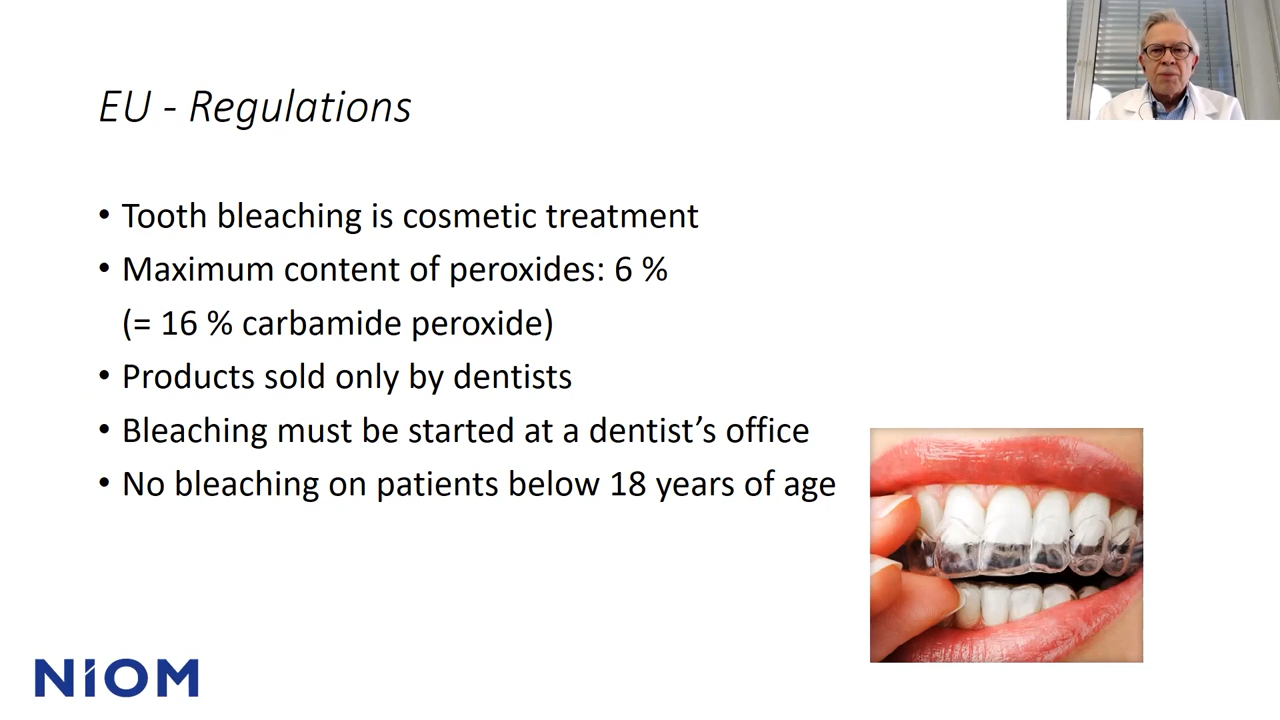 EU - Regulations
• Tooth bleaching is cosmetic treatment
• Maximum content of peroxides: 6 %
(= 16 % carbamide peroxide)
• Products sold only by dentists
• Bleaching must be started at a dentist’s office
• No bleaching on patients below 18 years of age
NIOM